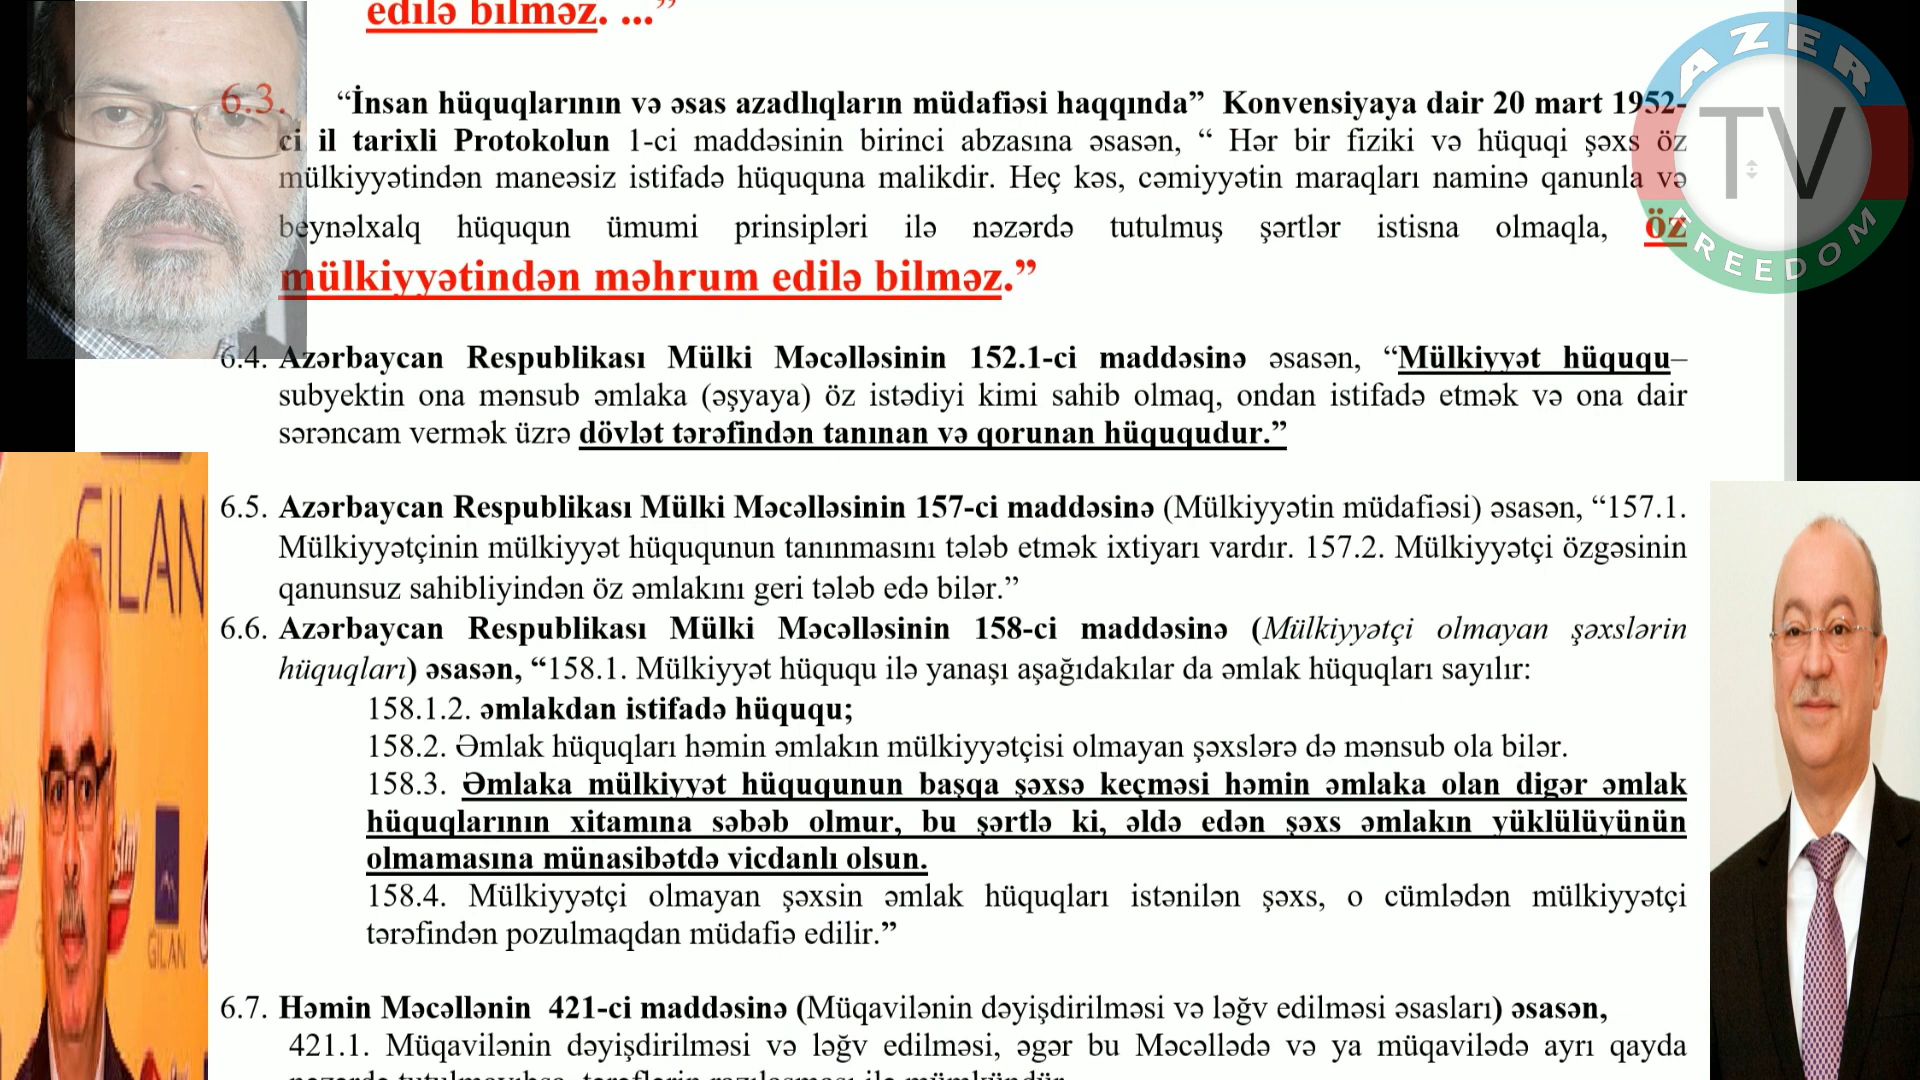 edilə bilməz. ...”
6.3. “İnsan hüquqlarının və əsas azadlıqların müdafiəsi haqqında” Konvensiyaya dair 20 mart 1952-
ci il tarixli Protokolun 1-ci maddəsinin birinci abzasına əsasən, “ Hər bir fiziki və hüquqi şəxs öz
mülkiyyətindən maneəsiz istifadə hüququna malikdir. Heç kəs, cəmiyyətin maraqları naminə qanunla və
beynəlxalq hüququn ümumi prinsipləri ilə nəzərdə tutulmuş şərtlər istisna olmaqla, öz
mülkiyyətindən məhrum edilə bilməz.”
6.4. Azərbaycan Respublikası Mülki Məcəlləsinin 152.1-ci maddəsinə əsasən, “Mülkiyyət hüququ–
subyektin ona mənsub əmlaka (əşyaya) öz istədiyi kimi sahib olmaq, ondan istifadə etmək və ona dair
sərəncam vermək üzrə dövlət tərəfindən tanınan və qorunan hüququdur.”
6.5. Azərbaycan Respublikası Mülki Məcəlləsinin 157-ci maddəsinə (Mülkiyyətin müdafiəsi) əsasən, “157.1.
Mülkiyyətçinin mülkiyyət hüququnun tanınmasını tələb etmək ixtiyarı vardır. 157.2. Mülkiyyətçi özgəsinin
qanunsuz sahibliyindən öz əmlakını geri tələb edə bilər.”
6.6. Azərbaycan Respublikası Mülki Məcəlləsinin 158-ci maddəsinə (Mülkiyyətçi olmayan şəxslərin
hüquqları) əsasən, “158.1. Mülkiyyət hüququ ilə yanaşı aşağıdakılar da əmlak hüquqları sayılır:
158.1.2. əmlakdan istifadə hüququ;
158.2. Əmlak hüquqları həmin əmlakın mülkiyyətçisi olmayan şəxslərə də mənsub ola bilər.
158.3. Əmlaka mülkiyyət hüququnun başqa şəxsə keçməsi həmin əmlaka olan digər əmlak
hüquqlarının xitamına səbəb olmur, bu şərtlə ki, əldə edən şəxs əmlakın yüklülüyünün
olmamasına münasibətdə vicdanlı olsun.
158.4. Mülkiyyətçi olmayan şəxsin əmlak hüquqları istənilən şəxs, o cümlədən mülkiyyətçi
tərəfindən pozulmaqdan müdafiə edilir.”
6.7. Həmin Məcəllənin 421-ci maddəsinə (Müqavilənin dəyişdirilməsi və ləğv edilməsi əsasları) əsasən,
421.1. Müqavilənin dəyişdirilməsi və ləğv edilməsi, əgər bu Məcəllədə və ya müqavilədə ayrı qayda
AZER
TV
FREEDOM
GILAN
GILAN